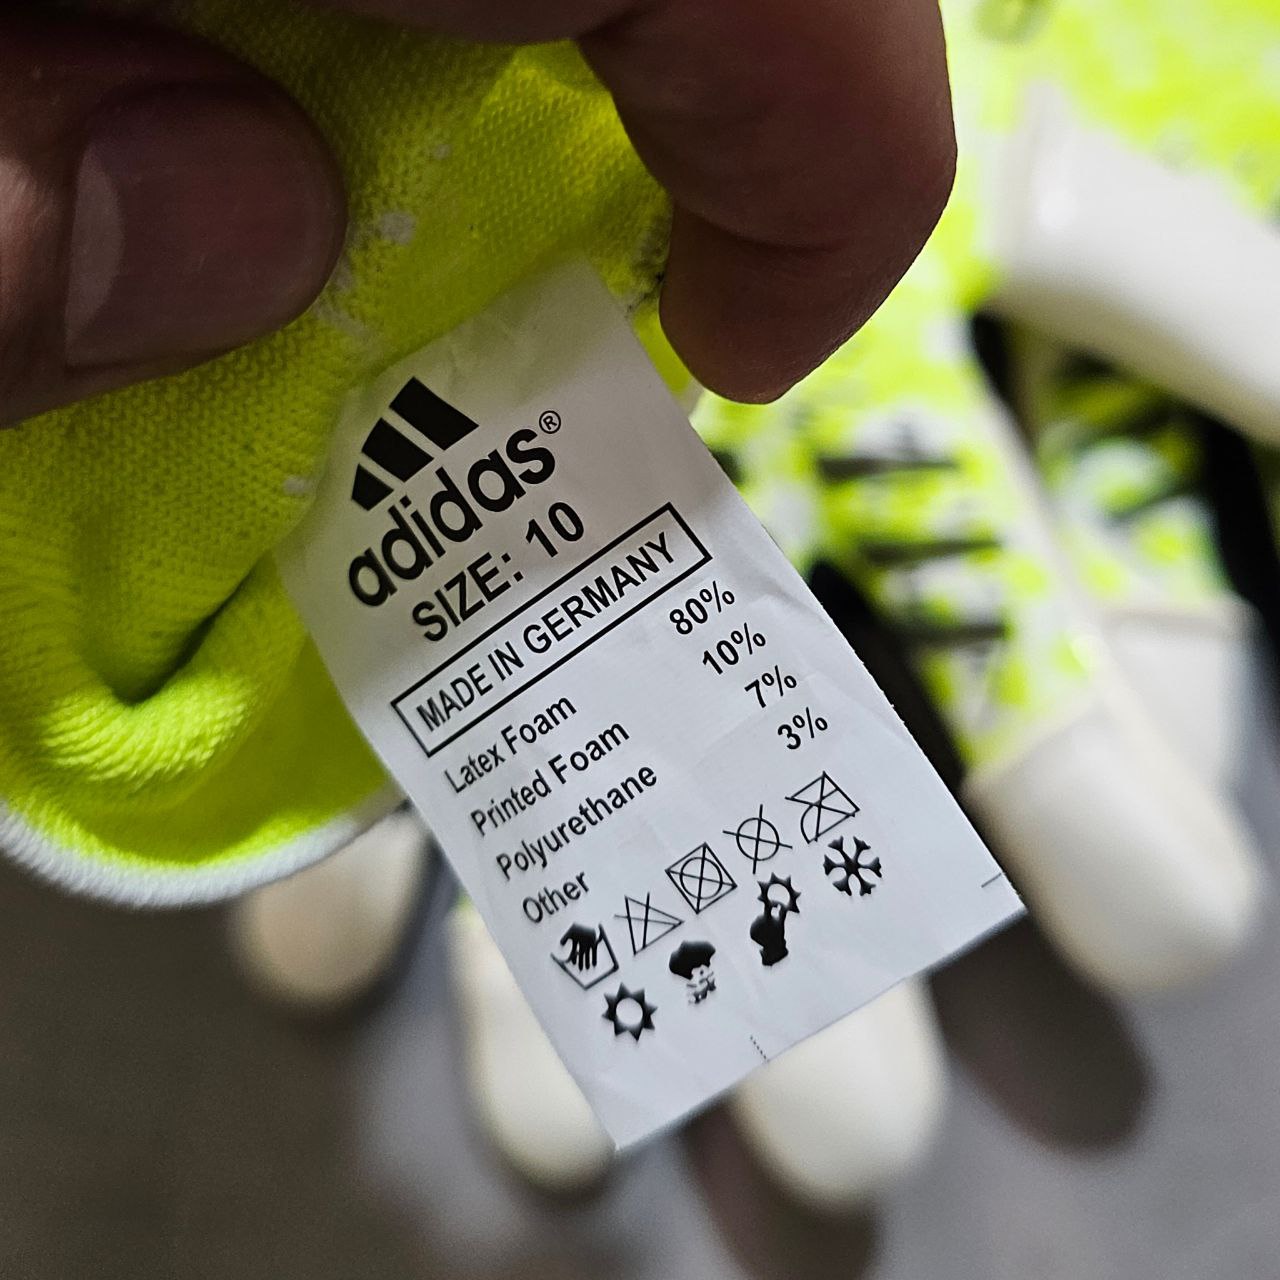 adidas®
SIZE: 10
MADE IN GERMANY
Latex Foam 80%
Printed Foam 10%
Polyurethane 7%
Other 3%